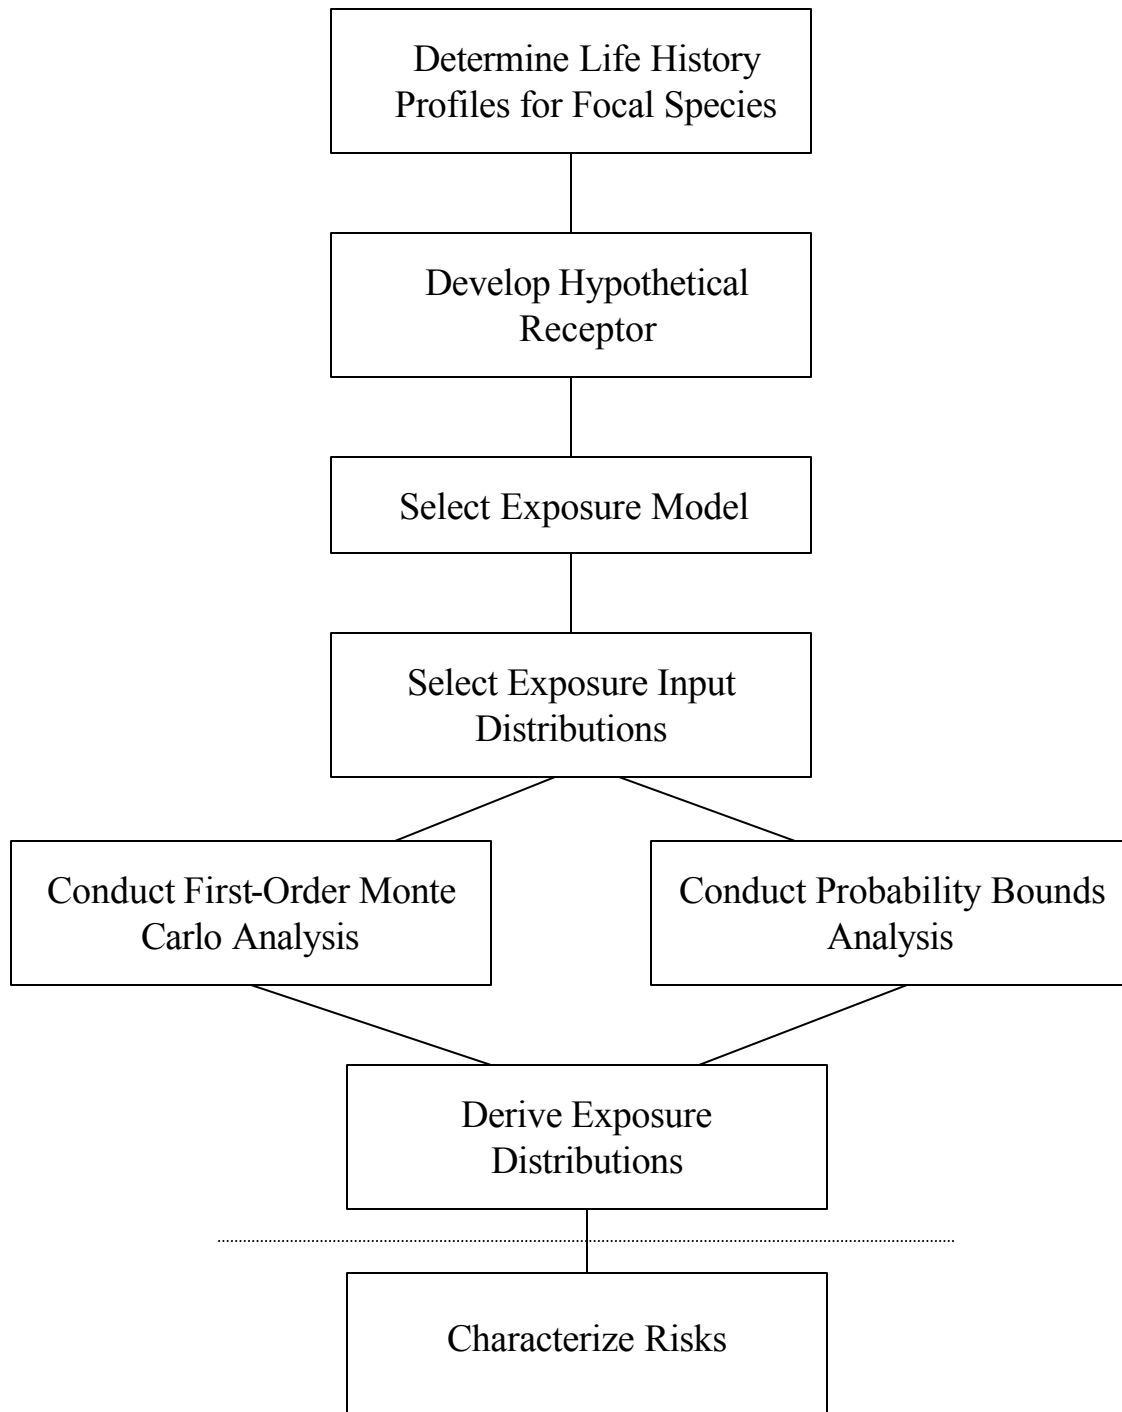 Determine Life History
Profiles for Focal Species
Develop Hypothetical
Receptor
Select Exposure Model
Select Exposure Input
Distributions
Conduct First-Order Monte
Carlo Analysis
Conduct Probability Bounds
Analysis
Derive Exposure
Distributions
Characterize Risks